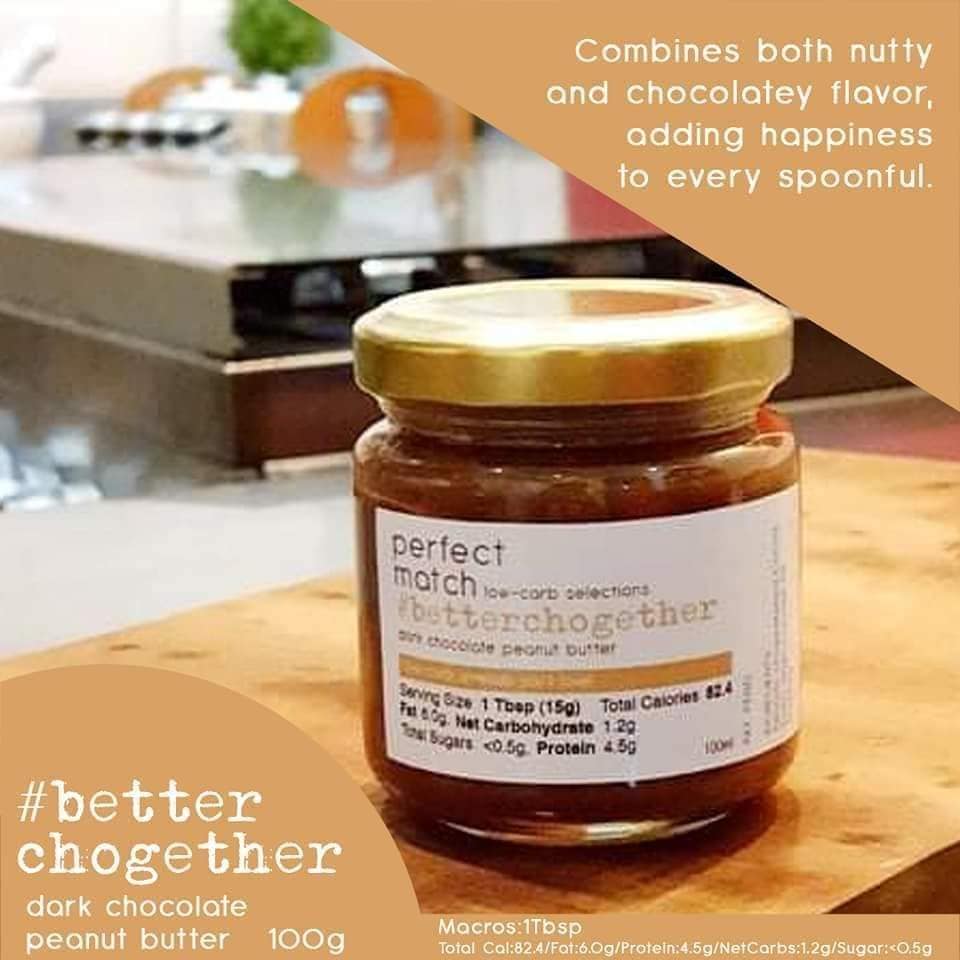 Combines both nutty
and chocolatey flavor,
adding happiness
to every spoonful.
perfect
match low-carb selections
#betterchogether
dark chocolate peanut butter
Serving Size 1 Tbsp (15g) Total Calories 82.4
Fat 6.0g, Net Carbohydrate 1.2g
Total Sugars <0.5g, Protein 4.5g
100ml
#better
chogether
dark chocolate
peanut butter 100g
Macros:1Tbsp
Total Cal:82.4/Fat:6.0g/Protein:4.5g/NetCarbs:1.2g/Sugar:<0.5g